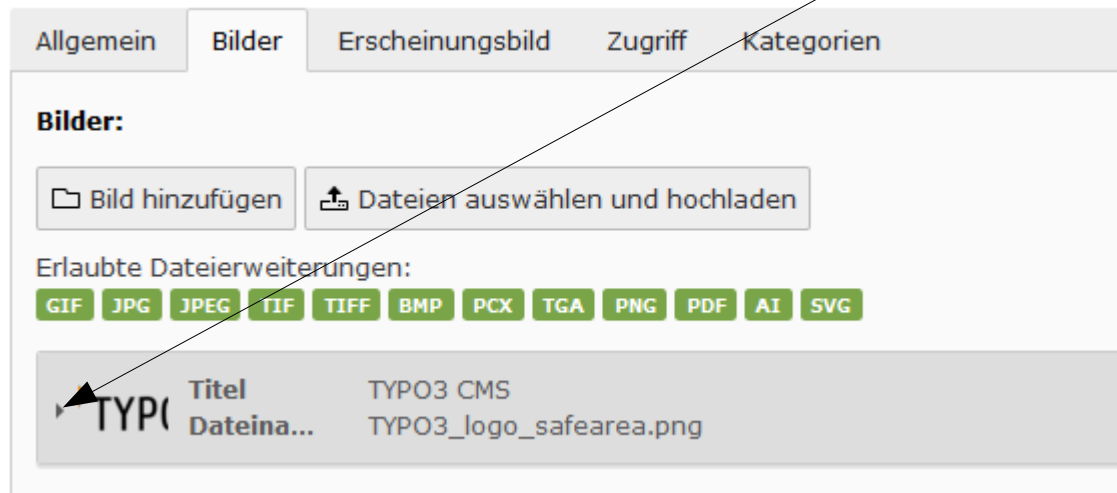 Allgemein Bilder Erscheinungsbild Zugriff Kategorien
Bilder:
Bild hinzufügen Dateien auswählen und hochladen
Erlaubte Dateierweiterungen:
GIF JPG JPEG TIF TIFF BMP PCX TGA PNG PDF AI SVG
TYPO Titel TYPO3 CMS
Dateina... TYPO3_logo_safearea.png